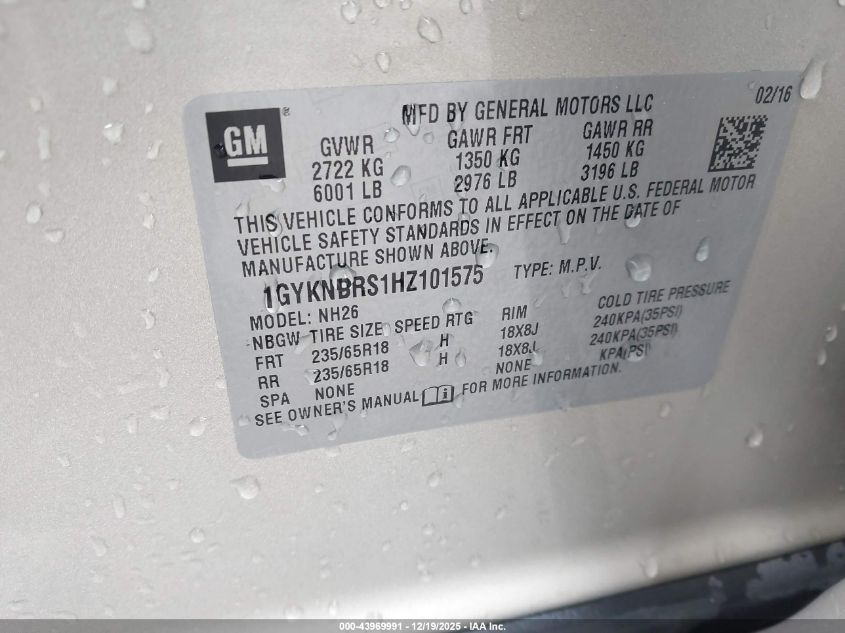 GM
MFD BY GENERAL MOTORS LLC 02/16
GVWR GAWR FRT GAWR RR
2722 KG 1350 KG 1450 KG
6001 LB 2976 LB 3196 LB
THIS VEHICLE CONFORMS TO ALL APPLICABLE U.S. FEDERAL MOTOR
VEHICLE SAFETY STANDARDS IN EFFECT ON THE DATE OF
MANUFACTURE SHOWN ABOVE.
1GYKNBRS1HZ101575 TYPE: M.P.V.
MODEL: NH26
NBGW TIRE SIZE SPEED RTG RIM COLD TIRE PRESSURE
FRT 235/65R18 H 18X8J 240KPA(35PSI)
RR 235/65R18 H 18X8J 240KPA(35PSI)
SPA NONE NONE KPA(PSI)
SEE OWNER'S MANUAL FOR MORE INFORMATION.
000-43969991 - 12/19/2025 - IAA Inc.